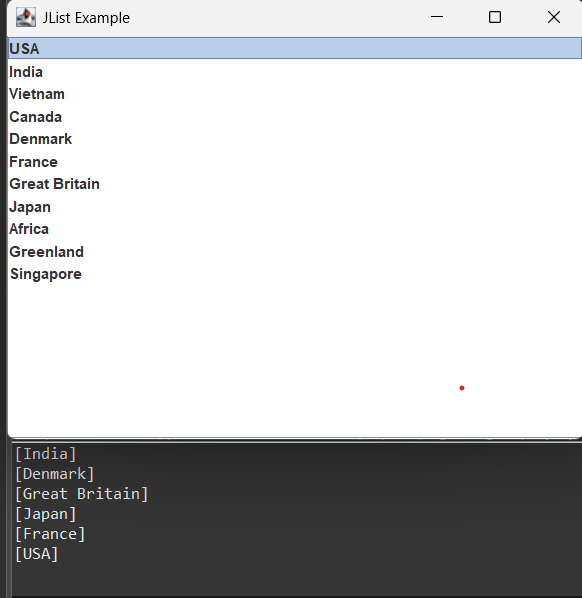 JList Example
USA
India
Vietnam
Canada
Denmark
France
Great Britain
Japan
Africa
Greenland
Singapore
[India]
[Denmark]
[Great Britain]
[Japan]
[France]
[USA]